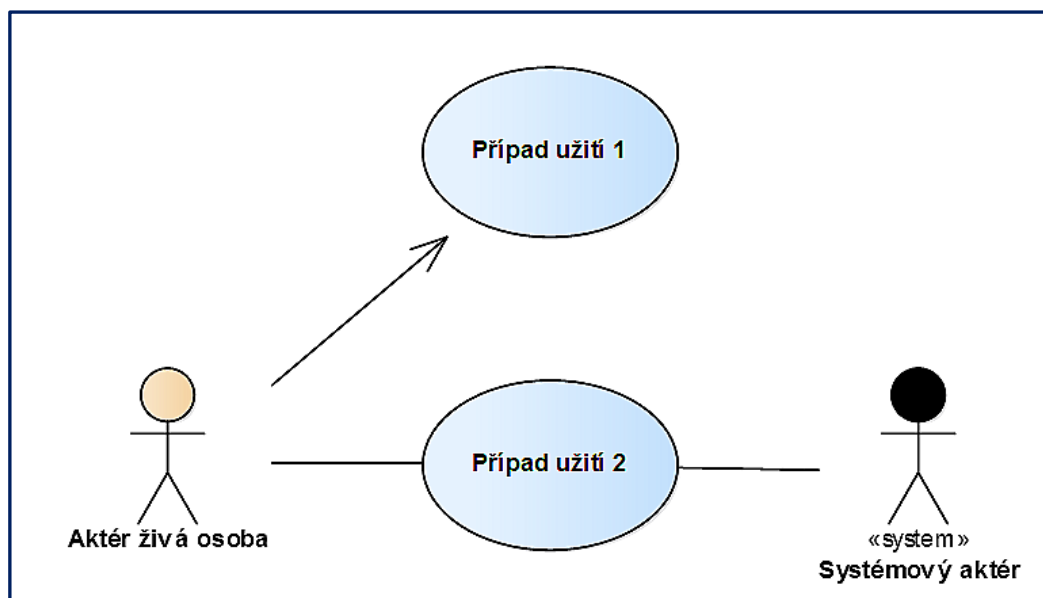 Případ užití 1
Případ užití 2
Aktér živá osoba
«system»
Systémový aktér